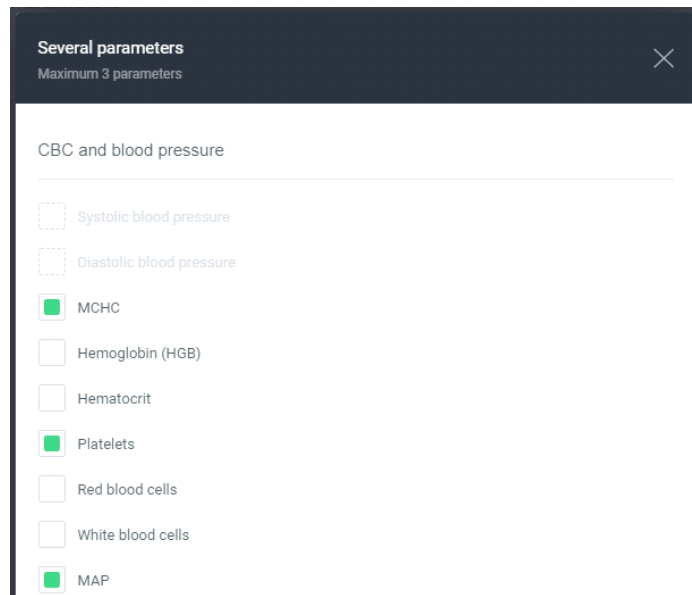 Several parameters
Maximum 3 parameters
CBC and blood pressure
Systolic blood pressure
Diastolic blood pressure
MCHC
Hemoglobin (HGB)
Hematocrit
Platelets
Red blood cells
White blood cells
MAP